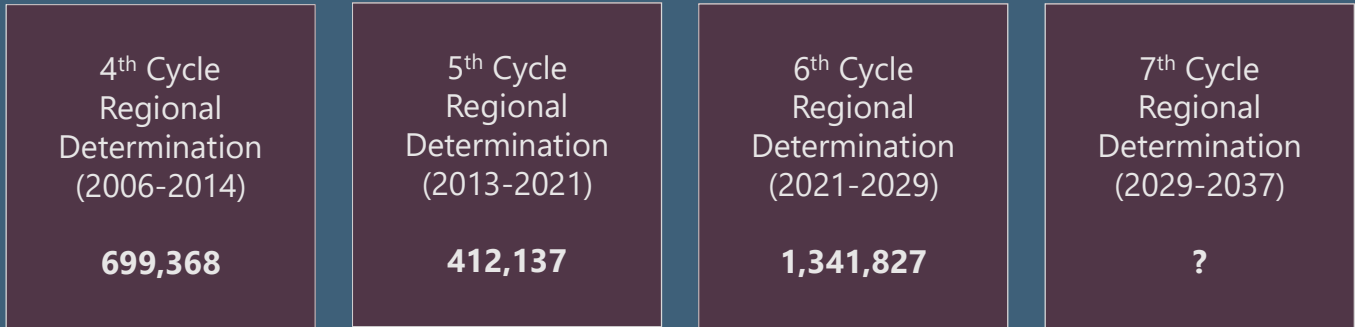 4th Cycle
Regional
Determination
(2006-2014)
699,368
5th Cycle
Regional
Determination
(2013-2021)
412,137
6th Cycle
Regional
Determination
(2021-2029)
1,341,827
7th Cycle
Regional
Determination
(2029-2037)
?